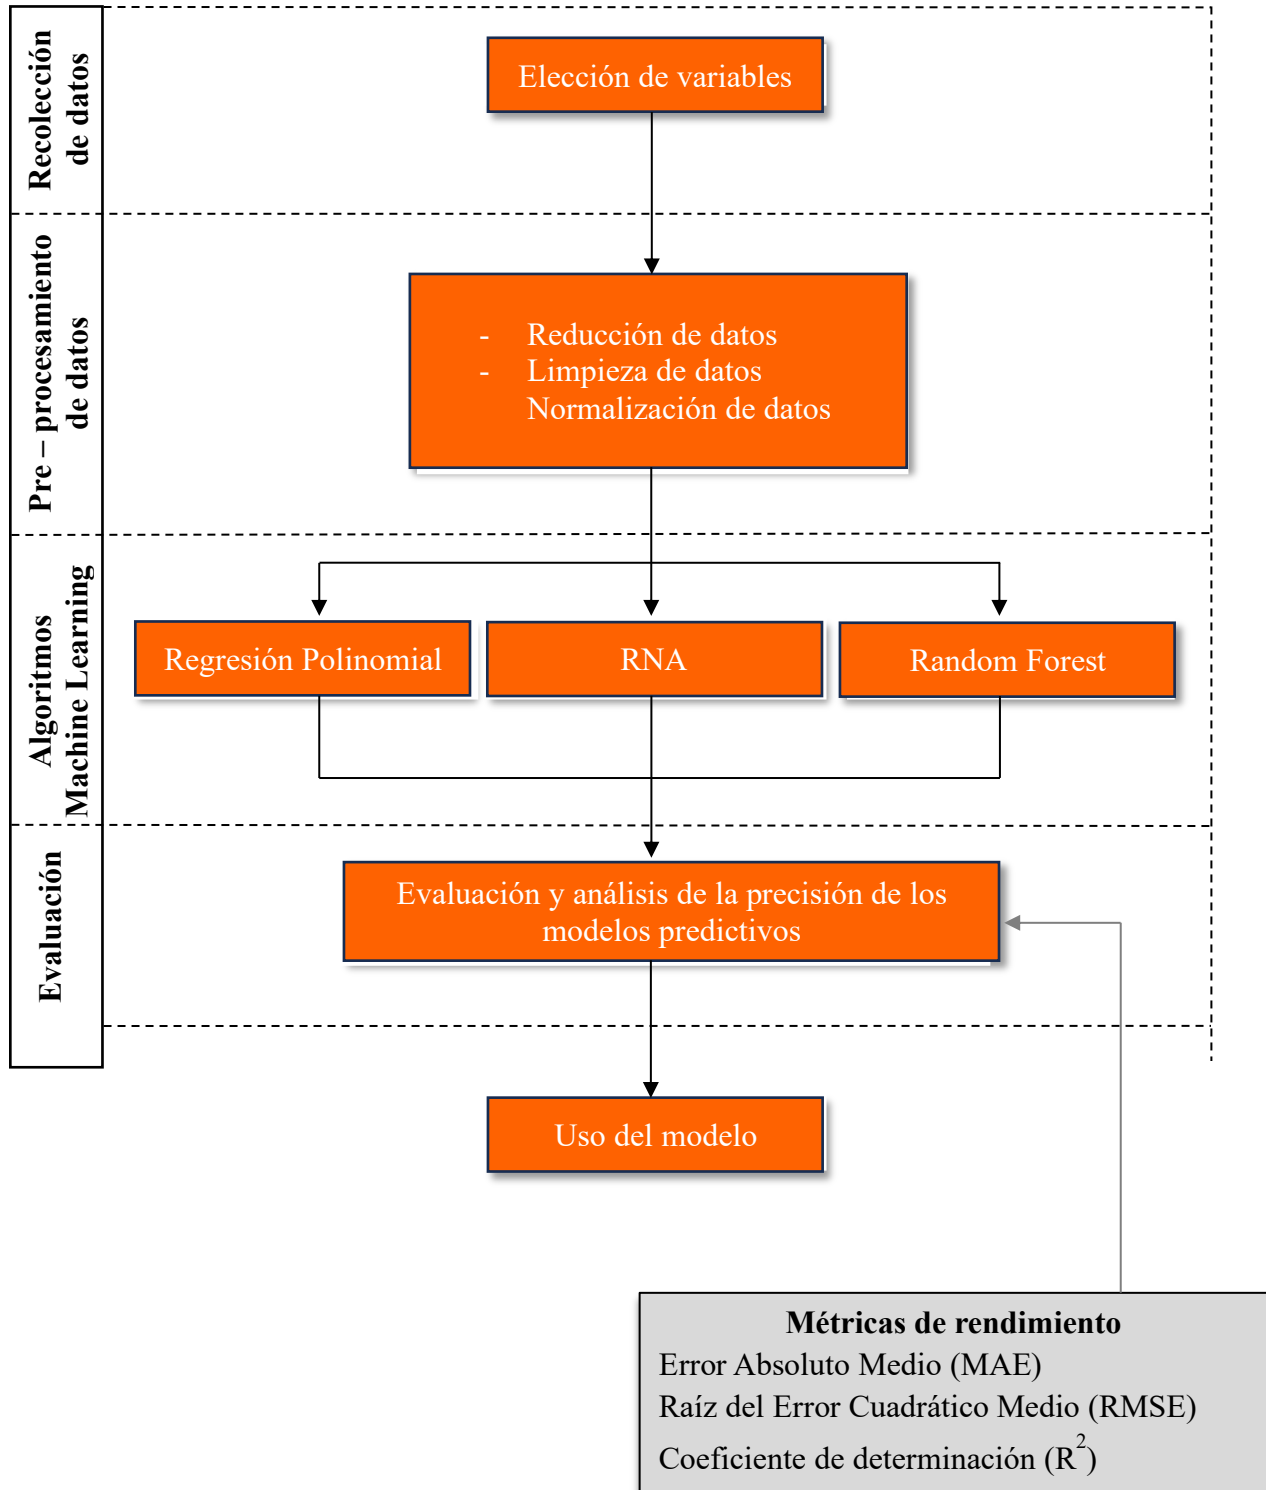 Recolección
de datos
Elección de variables
Pre – procesamiento
de datos
- Reducción de datos
- Limpieza de datos
Normalización de datos
Algoritmos
Machine Learning
Regresión Polinomial
RNA
Random Forest
Evaluación
Evaluación y análisis de la precisión de los
modelos predictivos
Uso del modelo
Métricas de rendimiento
Error Absoluto Medio (MAE)
Raíz del Error Cuadrático Medio (RMSE)
Coeficiente de determinación (R²)